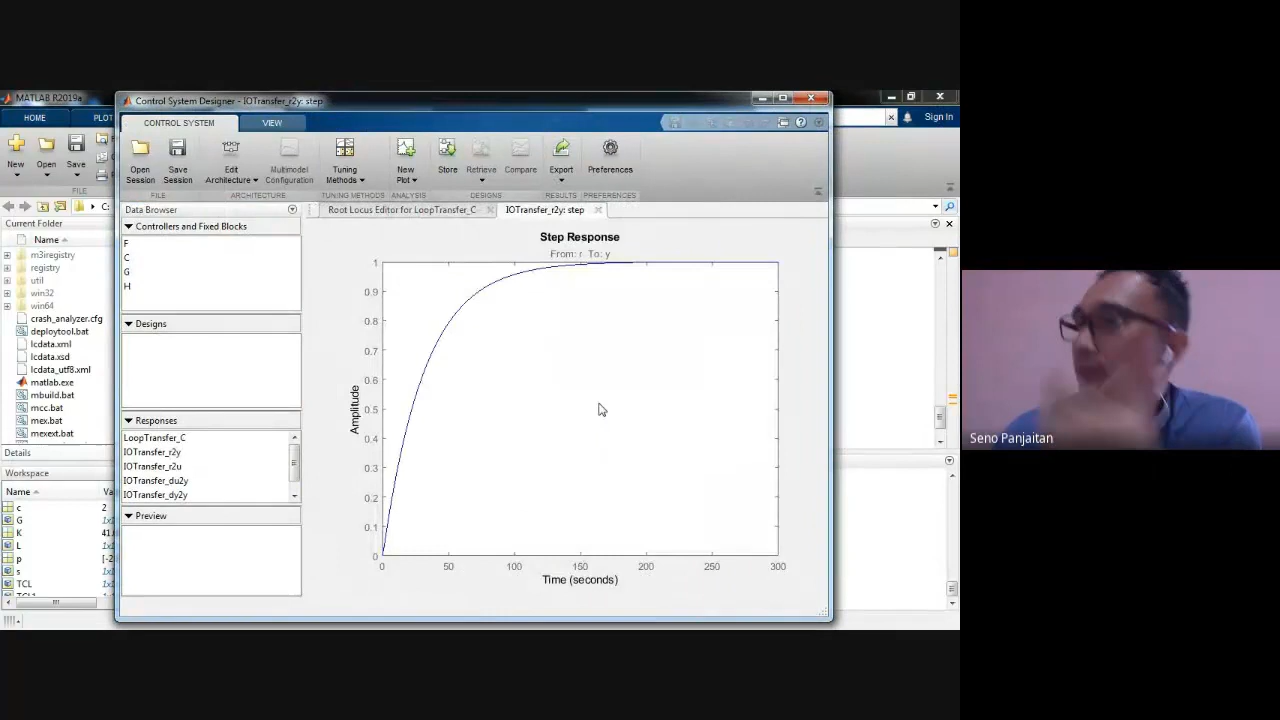 MATLAB R2019a
Control System Designer - IOTransfer_r2y: step
HOME
PLOT
CONTROL SYSTEM
VIEW
Sign In
New
Open
Save
FILE
Open
Session
Save
Session
Edit
Architecture
Multimodel
Configuration
Tuning
Methods
New
Plot
Store
Retrieve
Compare
Export
Preferences
FILE
ARCHITECTURE
TUNING METHODS
ANALYSIS
DESIGNS
RESULTS
PREFERENCES
C:
Current Folder
Name
m3iregistry
registry
util
win32
win64
crash_analyzer.cfg
deploytool.bat
lcdata.xml
lcdata.xsd
lcdata_utf8.xml
matlab.exe
mbuild.bat
mcc.bat
mex.bat
mexext.bat
Details
Workspace
Name
c 2
G
K 41.
L
p
s
TCL
Data Browser
Controllers and Fixed Blocks
F
C
G
H
Designs
Responses
LoopTransfer_C
IOTransfer_r2y
IOTransfer_r2u
IOTransfer_du2y
IOTransfer_dy2y
Preview
Root Locus Editor for LoopTransfer_C
IOTransfer_r2y: step
Step Response
From: r To: y
Amplitude
1
0.9
0.8
0.7
0.6
0.5
0.4
0.3
0.2
0.1
0
0 50 100 150 200 250 300
Time (seconds)
Seno Panjaitan